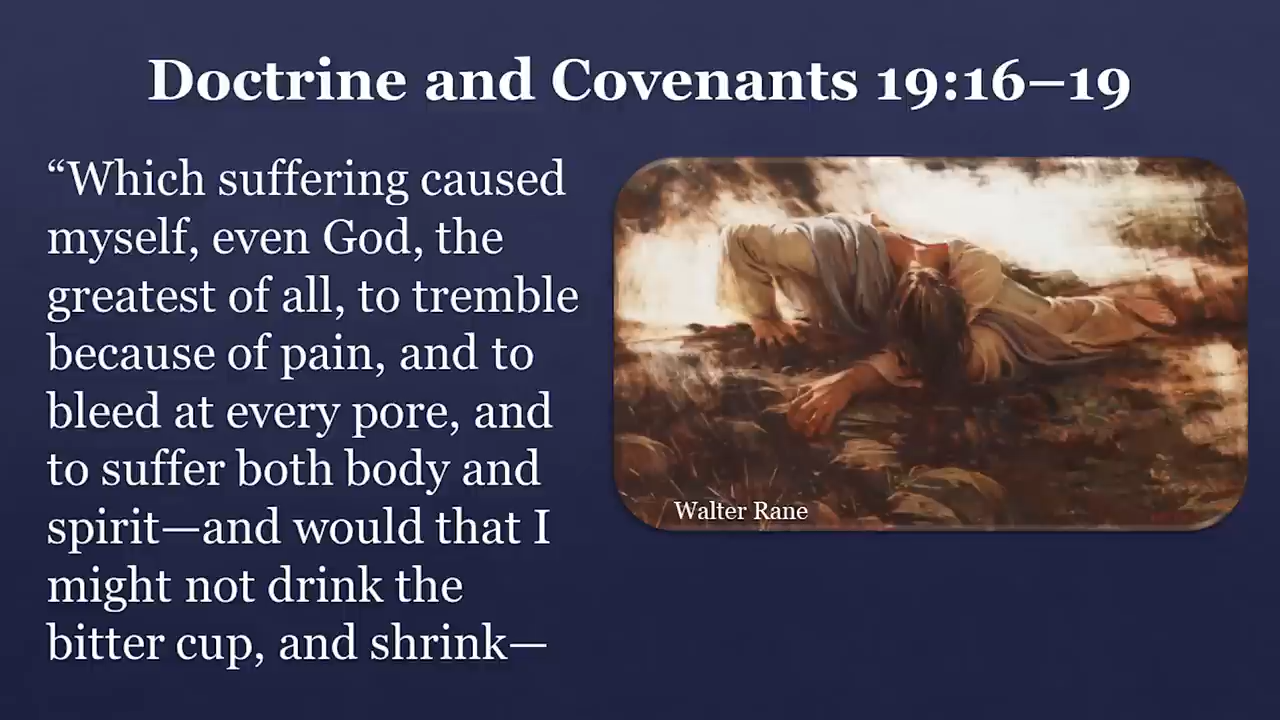 Doctrine and Covenants 19:16–19
“Which suffering caused
myself, even God, the
greatest of all, to tremble
because of pain, and to
bleed at every pore, and
to suffer both body and
spirit—and would that I
might not drink the
bitter cup, and shrink—
Walter Rane